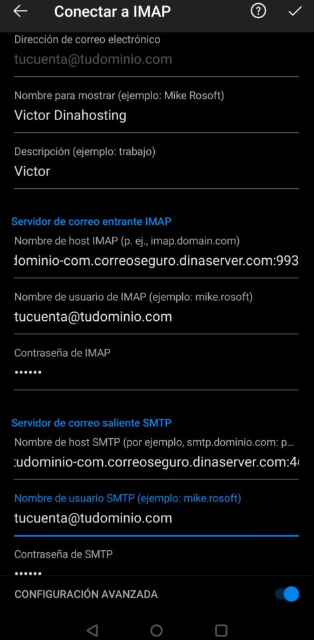 Conectar a IMAP
Dirección de correo electrónico
tucuenta@tudominio.com
Nombre para mostrar (ejemplo: Mike Rosoft)
Victor Dinahosting
Descripción (ejemplo: trabajo)
Victor
Servidor de correo entrante IMAP
Nombre de host IMAP (p. ej., imap.domain.com)
dominio-com.correoseguro.dinaserver.com:993
Nombre de usuario de IMAP (ejemplo: mike.rosoft)
tucuenta@tudominio.com
Contraseña de IMAP
••••••
Servidor de correo saliente SMTP
Nombre de host SMTP (por ejemplo, smtp.dominio.com: p...
tudominio-com.correoseguro.dinaserver.com:4
Nombre de usuario SMTP (ejemplo: mike.rosoft)
tucuenta@tudominio.com
Contraseña de SMTP
••••••
CONFIGURACIÓN AVANZADA